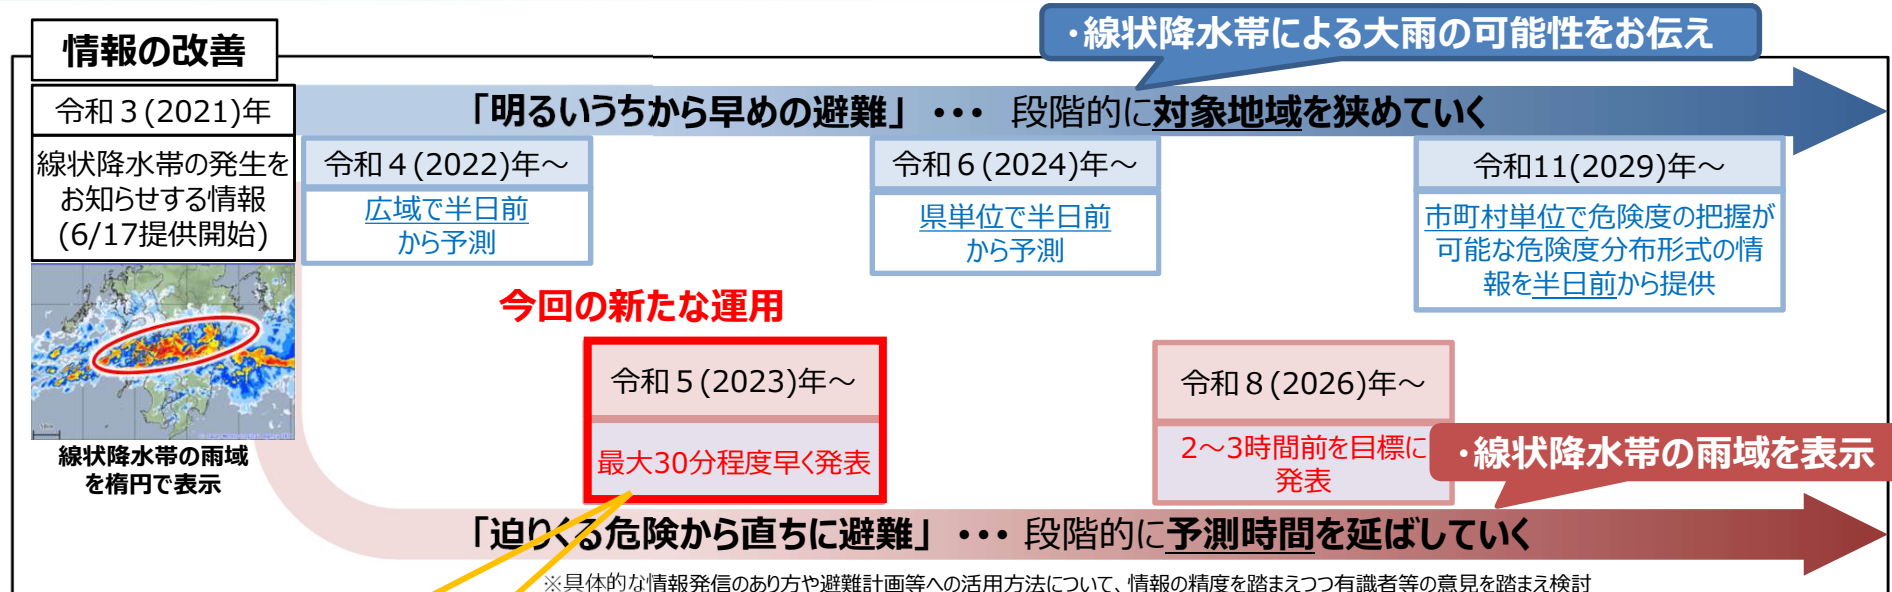 情報の改善
・線状降水帯による大雨の可能性をお伝え
令和３(2021)年
「明るいうちから早めの避難」・・・ 段階的に対象地域を狭めていく
線状降水帯の発生を
お知らせする情報
(6/17提供開始)
令和４(2022)年～
広域で半日前
から予測
令和６(2024)年～
県単位で半日前
から予測
令和11(2029)年～
市町村単位で危険度の把握が
可能な危険度分布形式の情
報を半日前から提供
今回の新たな運用
令和５(2023)年～
最大30分程度早く発表
令和８(2026)年～
2～3時間前を目標に
発表
・線状降水帯の雨域を表示
線状降水帯の雨域
を楕円で表示
「迫りくる危険から直ちに避難」・・・ 段階的に予測時間を延ばしていく
※具体的な情報発信のあり方や避難計画等への活用方法について、情報の精度を踏まえつつ有識者等の意見を踏まえ検討